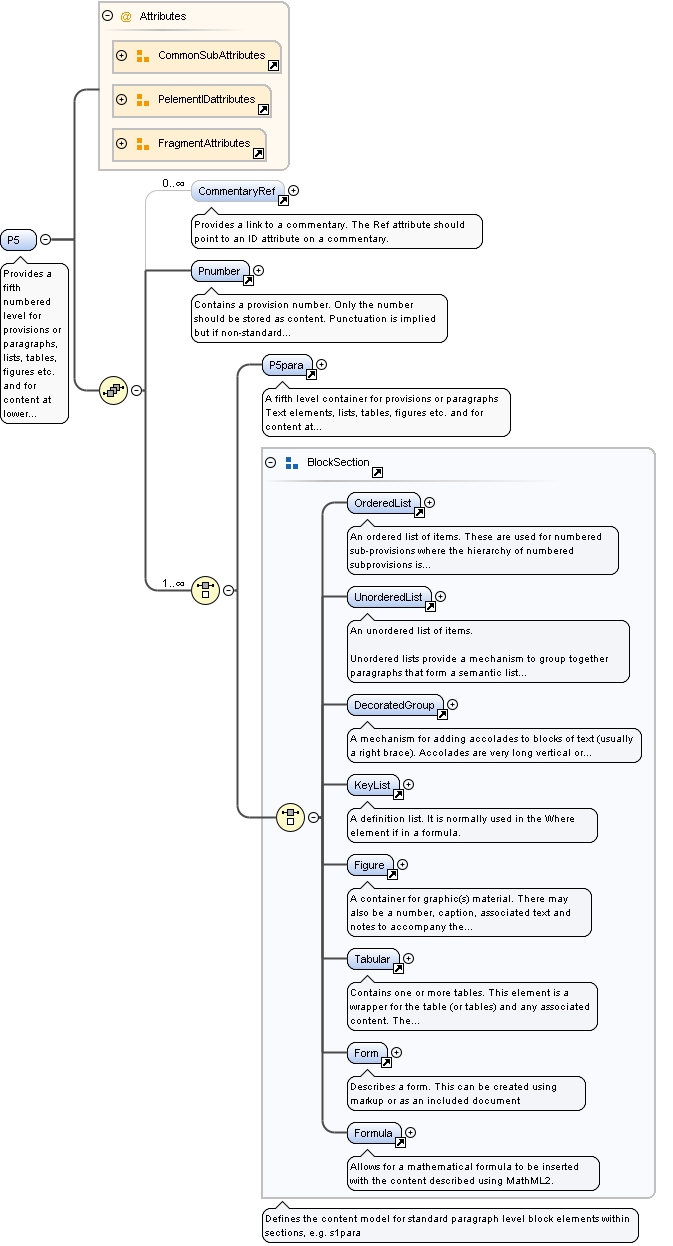 Attributes
CommonSubAttributes
PelementIDattributes
FragmentAttributes
0..∞
CommentaryRef
Provides a link to a commentary. The Ref attribute should
point to an ID attribute on a commentary.
P5
Provides a
fifth
numbered
level for
provisions or
paragraphs,
lists, tables,
figures etc.
and for
content at
lower...
Pnumber
Contains a provision number. Only the number
should be stored as content. Punctuation is implied
but if non-standard...
1..∞
P5para
A fifth level container for provisions or paragraphs
Text elements, lists, tables, figures etc. and for
content at...
BlockSection
OrderedList
An ordered list of items. These are used for numbered
sub-provisions where the hierarchy of numbered
subprovisions is...
UnorderedList
An unordered list of items.
Unordered lists provide a mechanism to group together
paragraphs that form a semantic list...
DecoratedGroup
A mechanism for adding accolades to blocks of text (usually
a right brace). Accolades are very long vertical or...
KeyList
A definition list. It is normally used in the Where
element if in a formula.
Figure
A container for graphic(s) material. There may
also be a number, caption, associated text and
notes to accompany the...
Tabular
Contains one or more tables. This element is a
wrapper for the table (or tables) and any associated
content. The...
Form
Describes a form. This can be created using
markup or as an included document
Formula
Allows for a mathematical formula to be inserted
with the content described using MathML2.
Defines the content model for standard paragraph level block elements within
sections, e.g. s1para